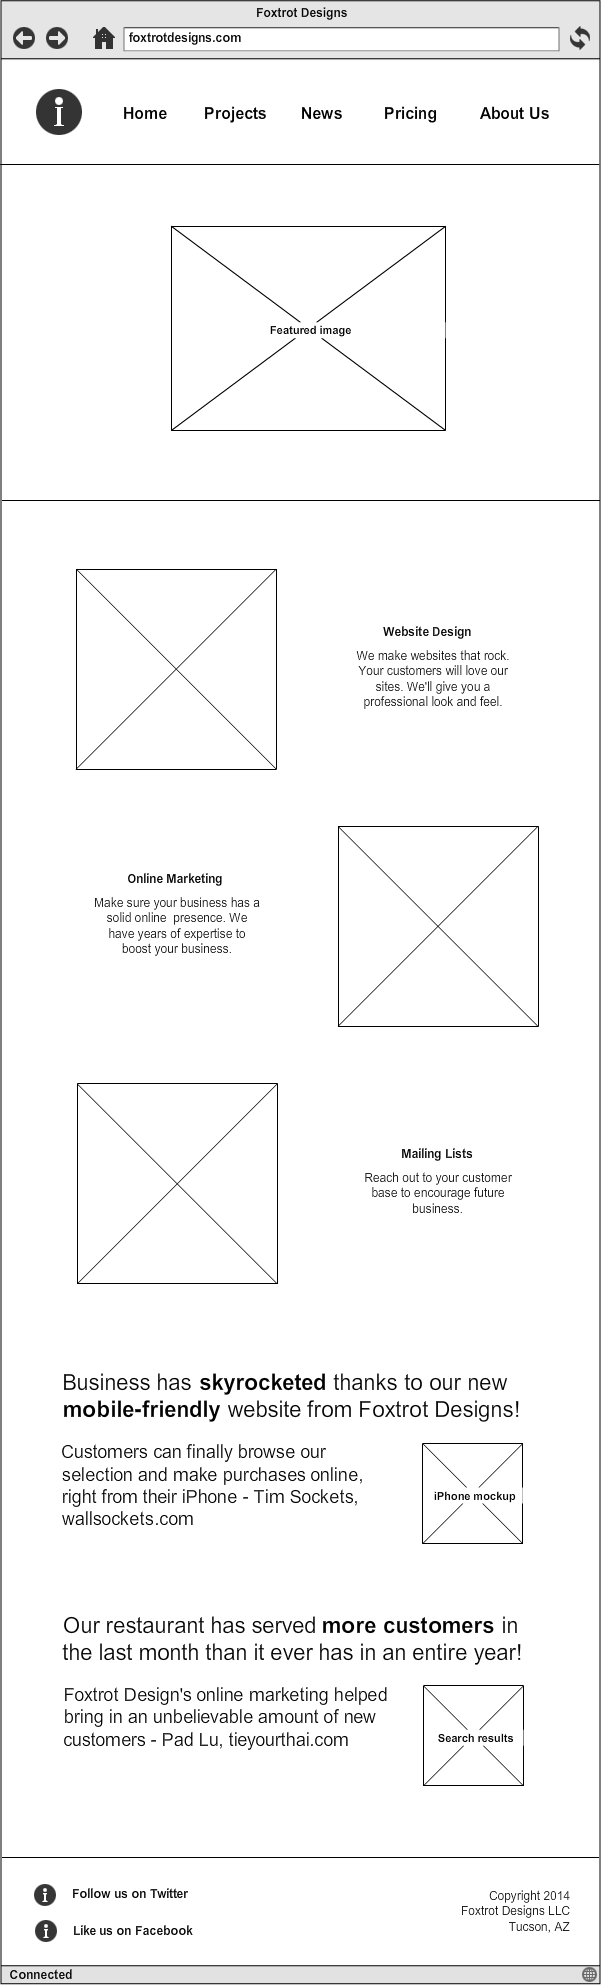 Foxtrot Designs
foxtrotdesigns.com
Home Projects News Pricing About Us
Featured image
Website Design
We make websites that rock.
Your customers will love our
sites. We'll give you a
professional look and feel.
Online Marketing
Make sure your business has a
solid online presence. We
have years of expertise to
boost your business.
Mailing Lists
Reach out to your customer
base to encourage future
business.
Business has skyrocketed thanks to our new
mobile-friendly website from Foxtrot Designs!
Customers can finally browse our
selection and make purchases online,
right from their iPhone - Tim Sockets,
wallsockets.com
iPhone mockup
Our restaurant has served more customers in
the last month than it ever has in an entire year!
Foxtrot Design's online marketing helped
bring in an unbelievable amount of new
customers - Pad Lu, tieyourthai.com
Search results
Follow us on Twitter
Like us on Facebook
Copyright 2014
Foxtrot Designs LLC
Tucson, AZ
Connected